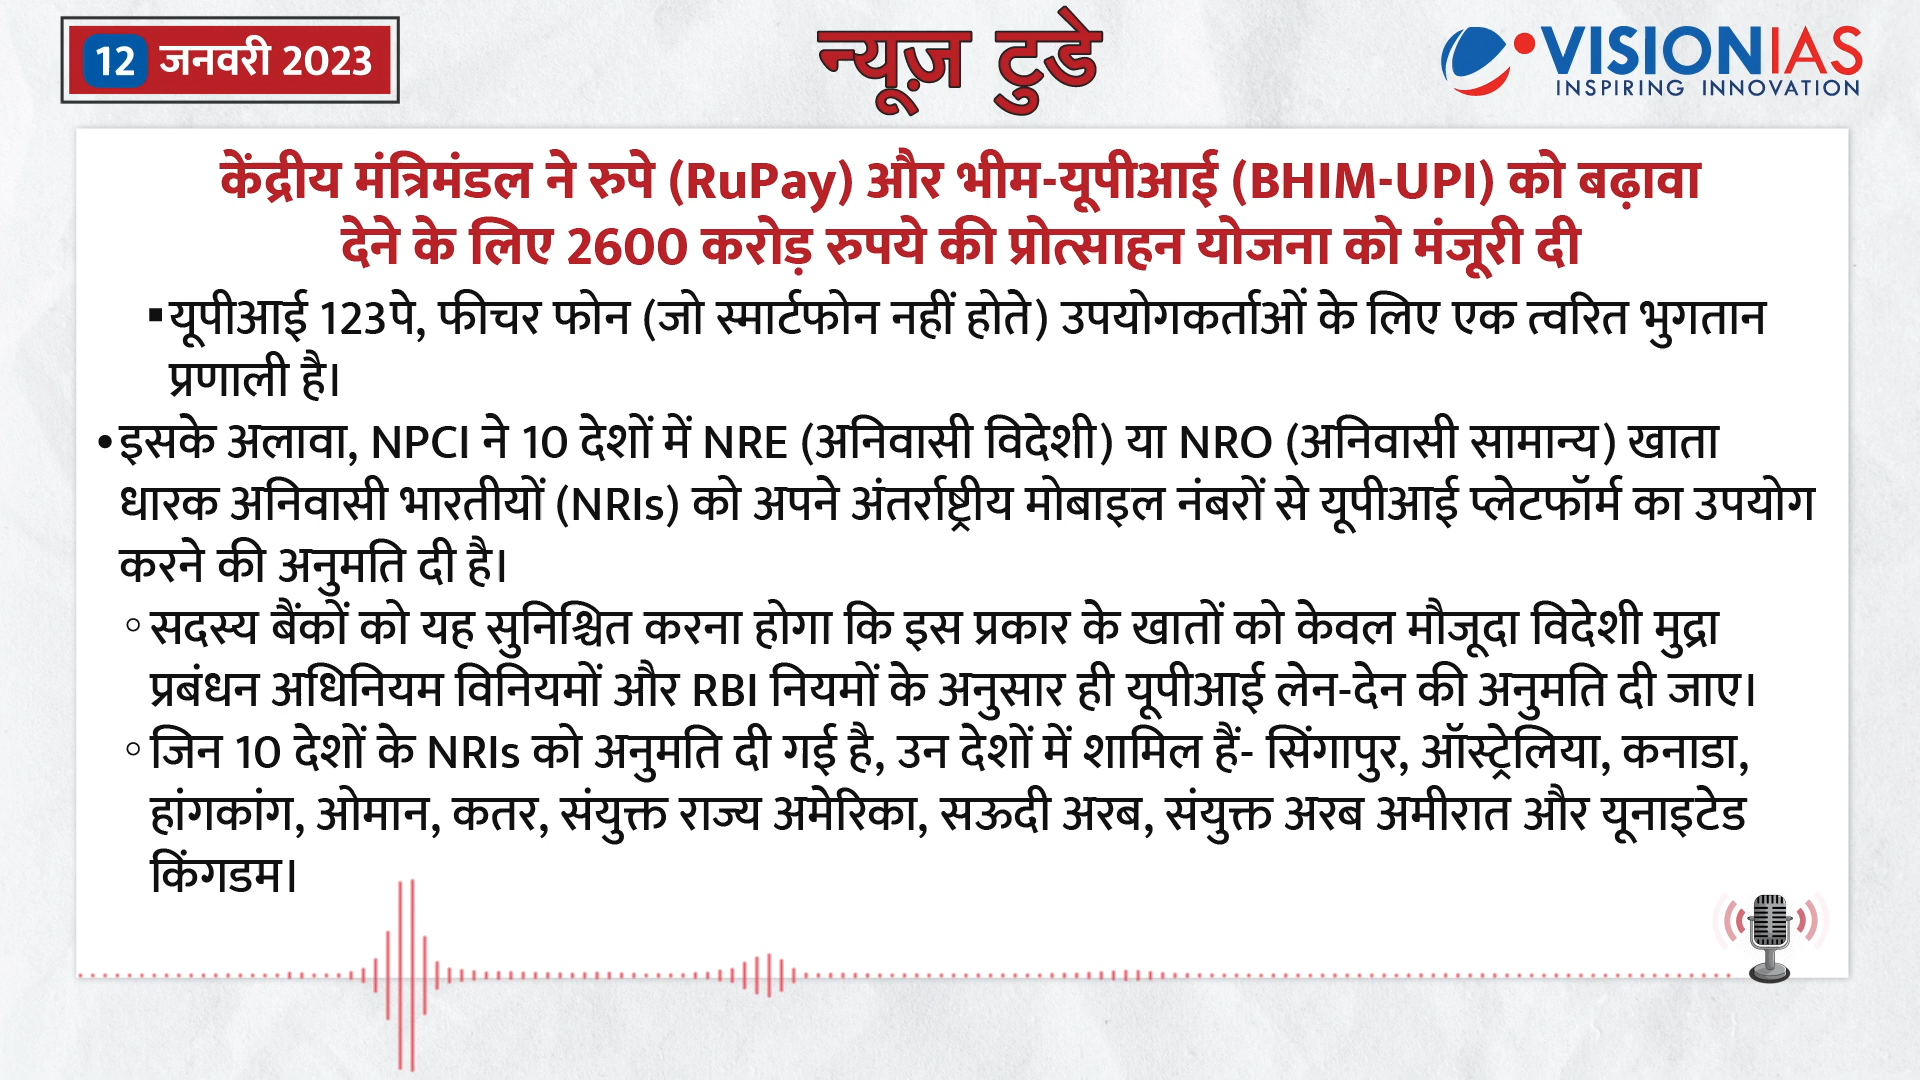 12 जनवरी 2023
न्यूज़ टुडे
VISIONIAS
INSPIRING INNOVATION
केंद्रीय मंत्रिमंडल ने रुपे (RuPay) और भीम-यूपीआई (BHIM-UPI) को बढ़ावा
देने के लिए 2600 करोड़ रुपये की प्रोत्साहन योजना को मंजूरी दी
▪यूपीआई 123पे, फीचर फोन (जो स्मार्टफोन नहीं होते) उपयोगकर्ताओं के लिए एक त्वरित भुगतान
प्रणाली है।
•इसके अलावा, NPCI ने 10 देशों में NRE (अनिवासी विदेशी) या NRO (अनिवासी सामान्य) खाता
धारक अनिवासी भारतीयों (NRIs) को अपने अंतर्राष्ट्रीय मोबाइल नंबरों से यूपीआई प्लेटफॉर्म का उपयोग
करने की अनुमति दी है।
○ सदस्य बैंकों को यह सुनिश्चित करना होगा कि इस प्रकार के खातों को केवल मौजूदा विदेशी मुद्रा
प्रबंधन अधिनियम विनियमों और RBI नियमों के अनुसार ही यूपीआई लेन-देन की अनुमति दी जाए।
○ जिन 10 देशों के NRIs को अनुमति दी गई है, उन देशों में शामिल हैं- सिंगापुर, ऑस्ट्रेलिया, कनाडा,
हांगकांग, ओमान, कतर, संयुक्त राज्य अमेरिका, सऊदी अरब, संयुक्त अरब अमीरात और यूनाइटेड
किंगडम।